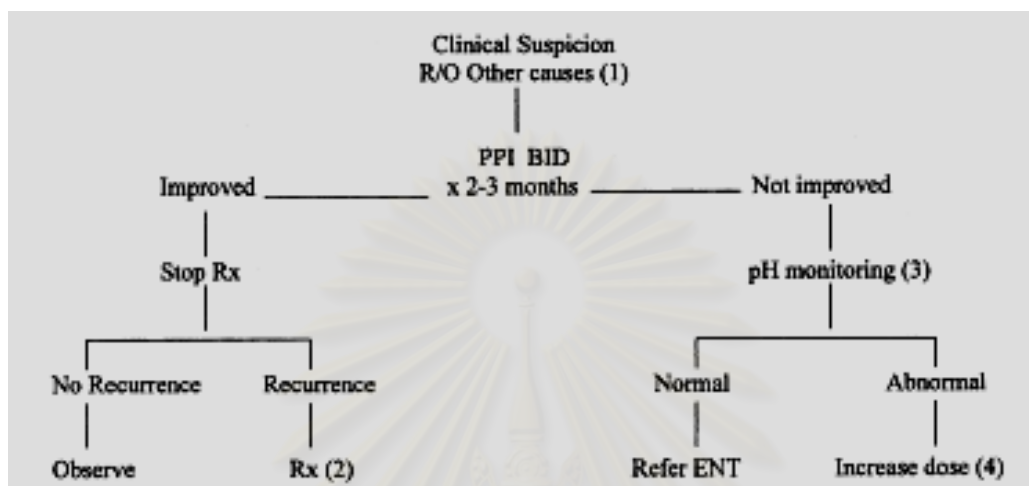 Clinical Suspicion
R/O Other causes (1)
PPI BID
Improved x 2-3 months Not improved
Stop Rx pH monitoring (3)
No Recurrence Recurrence Normal Abnormal
Observe Rx (2) Refer ENT Increase dose (4)